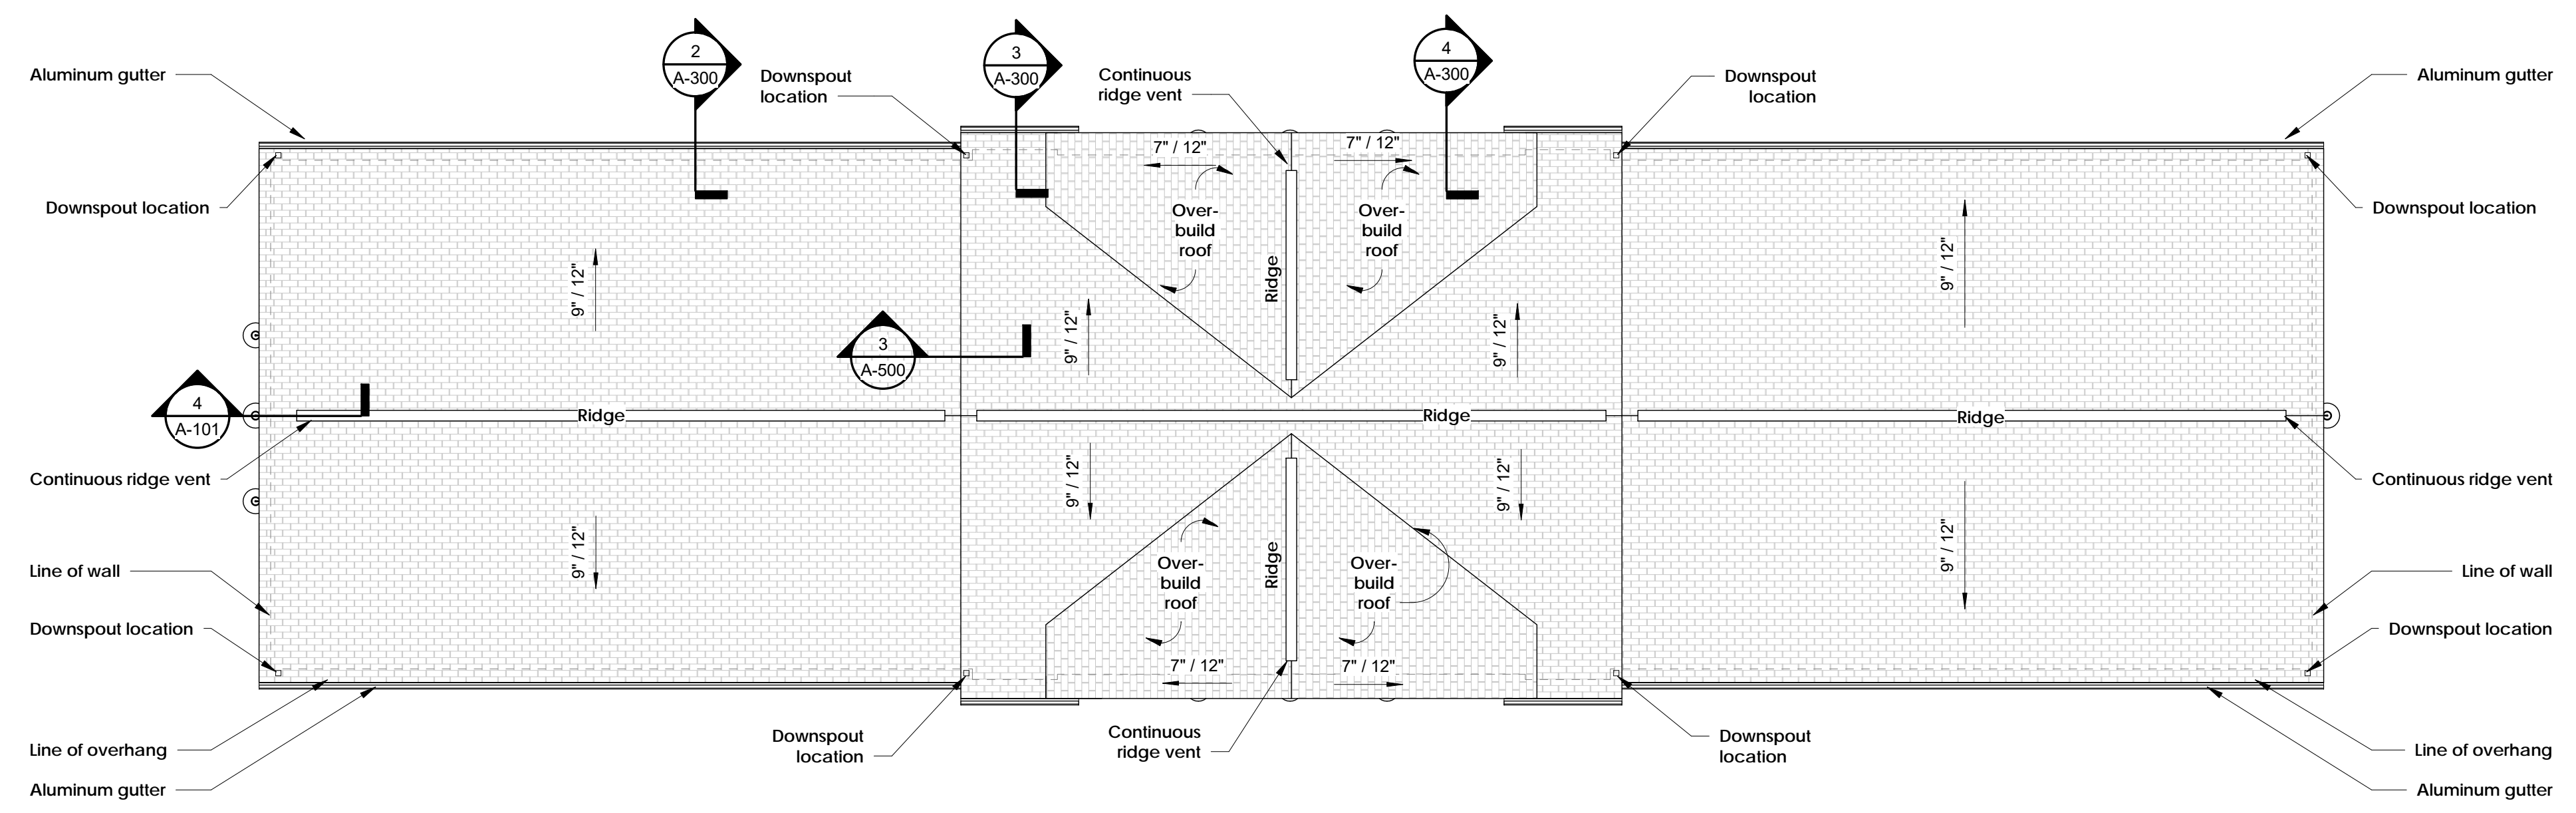 2
A-300
3
A-300
4
A-300
Aluminum gutter
Downspout
location
Continuous
ridge vent
Downspout
location
Aluminum gutter
Downspout location
7" / 12"
7" / 12"
Downspout location
Over-
build
roof
Over-
build
roof
Ridge
9" / 12"
9" / 12"
9" / 12"
9" / 12"
3
A-500
4
A-101
Ridge
Ridge
Ridge
Continuous ridge vent
Continuous ridge vent
9" / 12"
9" / 12"
9" / 12"
9" / 12"
Ridge
Over-
build
roof
Over-
build
roof
Line of wall
Line of wall
Downspout location
Downspout location
7" / 12"
7" / 12"
Downspout
location
Continuous
ridge vent
Downspout
location
Line of overhang
Line of overhang
Aluminum gutter
Aluminum gutter